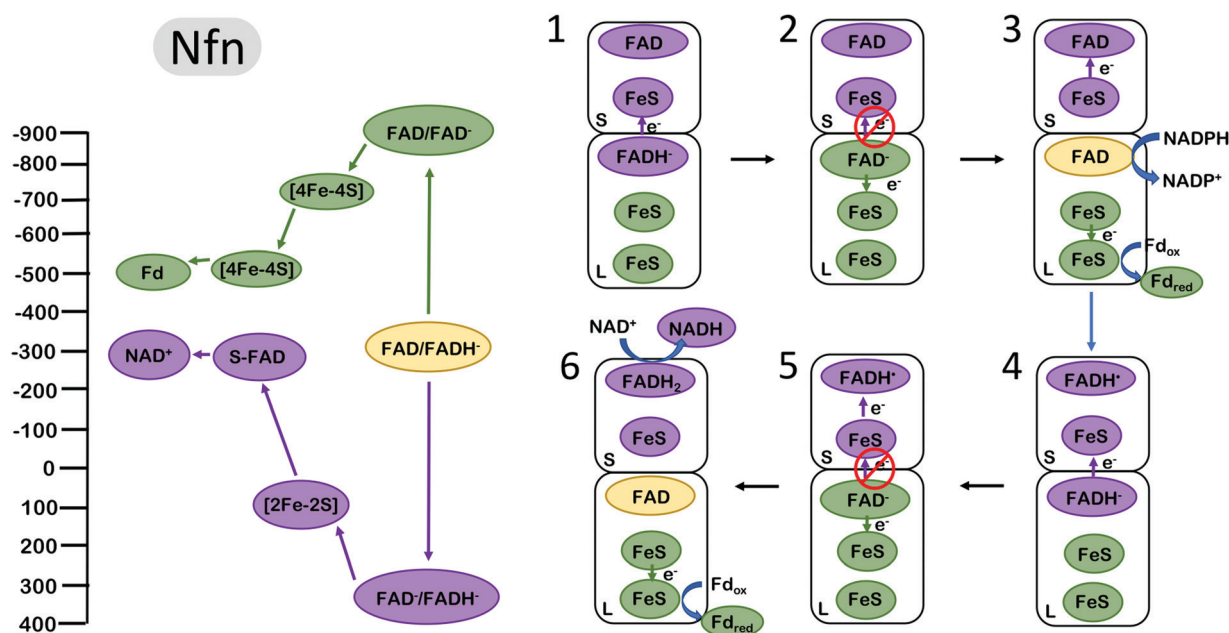 Nfn
-900
-800
-700
-600
-500
-400
-300
-200
-100
0
100
200
300
400
FAD/FAD⁻
[4Fe-4S]
[4Fe-4S]
Fd
FAD/FADH⁻
NAD⁺
S-FAD
[2Fe-2S]
FAD⁻/FADH⁻
1
FAD
FeS
S
e⁻
FADH⁻
FeS
L
FeS
2
FAD
FeS
S
e⁻
FAD⁻
e⁻
FeS
L
FeS
3
FAD
e⁻
FeS
S
FAD
NADPH
NADP⁺
FeS
e⁻
L
FeS
Fdox
Fdred
4
FADH•
FeS
S
e⁻
FADH⁻
FeS
L
FeS
5
FADH•
e⁻
FeS
S
e⁻
FAD⁻
e⁻
FeS
L
FeS
6
NAD⁺
NADH
FADH₂
FeS
S
FAD
FeS
e⁻
L
FeS
Fdox
Fdred